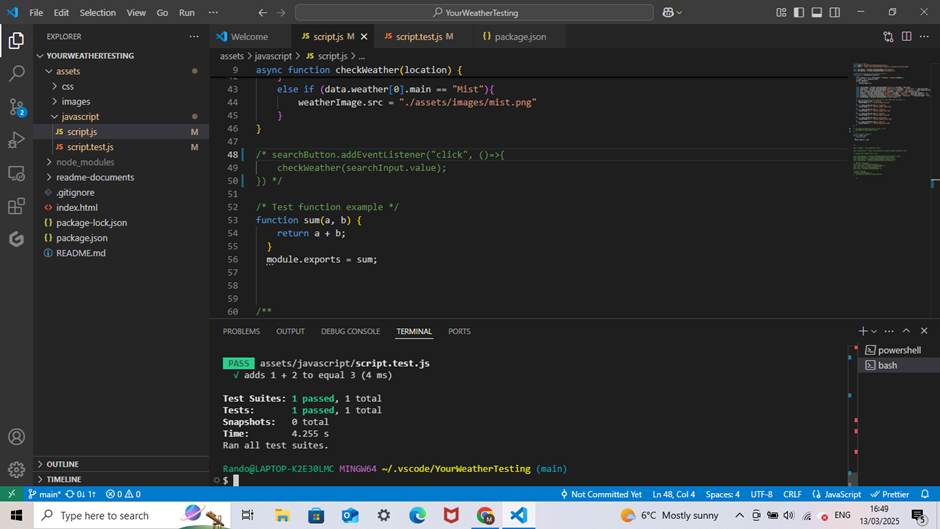 File Edit Selection View Go Run ··· ← → YourWeatherTesting
EXPLORER ···
YOURWEATHERTESTING
assets
css
images
javascript
JS script.js M
JS script.test.js M
node_modules
readme-documents
.gitignore
<> index.html
{} package-lock.json
{} package.json
README.md
OUTLINE
TIMELINE
2
Welcome JS script.js M × JS script.test.js M {} package.json
assets > javascript > JS script.js > ...
9 async function checkWeather(location) {
43 else if (data.weather[0].main == "Mist"){
44 weatherImage.src = "./assets/images/mist.png"
45 }
46 }
47
48 /* searchButton.addEventListener("click", ()=>{
49 checkWeather(searchInput.value);
50 }) */
51
52 /* Test function example */
53 function sum(a, b) {
54 return a + b;
55 }
56 module.exports = sum;
57
58
59
60 /**
PROBLEMS OUTPUT DEBUG CONSOLE TERMINAL PORTS
powershell
bash
PASS assets/javascript/script.test.js
√ adds 1 + 2 to equal 3 (4 ms)
Test Suites: 1 passed, 1 total
Tests: 1 passed, 1 total
Snapshots: 0 total
Time: 4.255 s
Ran all test suites.
Rando@LAPTOP-K2E30LMC MINGW64 ~/.vscode/YourWeatherTesting (main)
$
main* 0↓ 1↑ 0 0 Not Committed Yet Ln 48, Col 4 Spaces: 4 UTF-8 CRLF {} JavaScript Prettier
Type here to search 6°C Mostly sunny ENG 16:49
13/03/2025 5